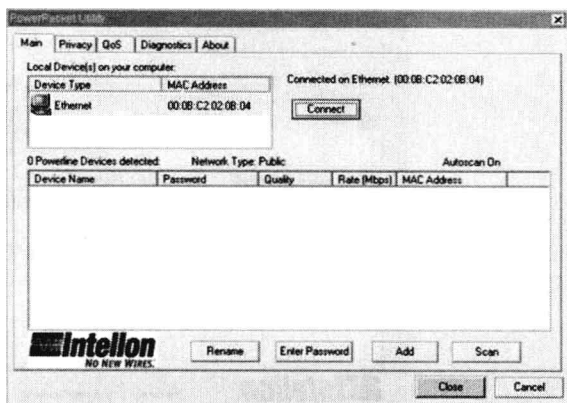 PowerPacket Utility
Main Privacy QoS Diagnostics About
Local Device(s) on your computer:
Device Type MAC Address
Ethernet 00:0B:C2:02:0B:04
Connected on Ethernet (00:0B:C2:02:0B:04)
Connect
0 Powerline Devices detected: Network Type: Public Autoscan On
Device Name Password Quality Rate (Mbps) MAC Address
Intellon
NO NEW WIRES.
Rename Enter Password Add Scan
Close Cancel